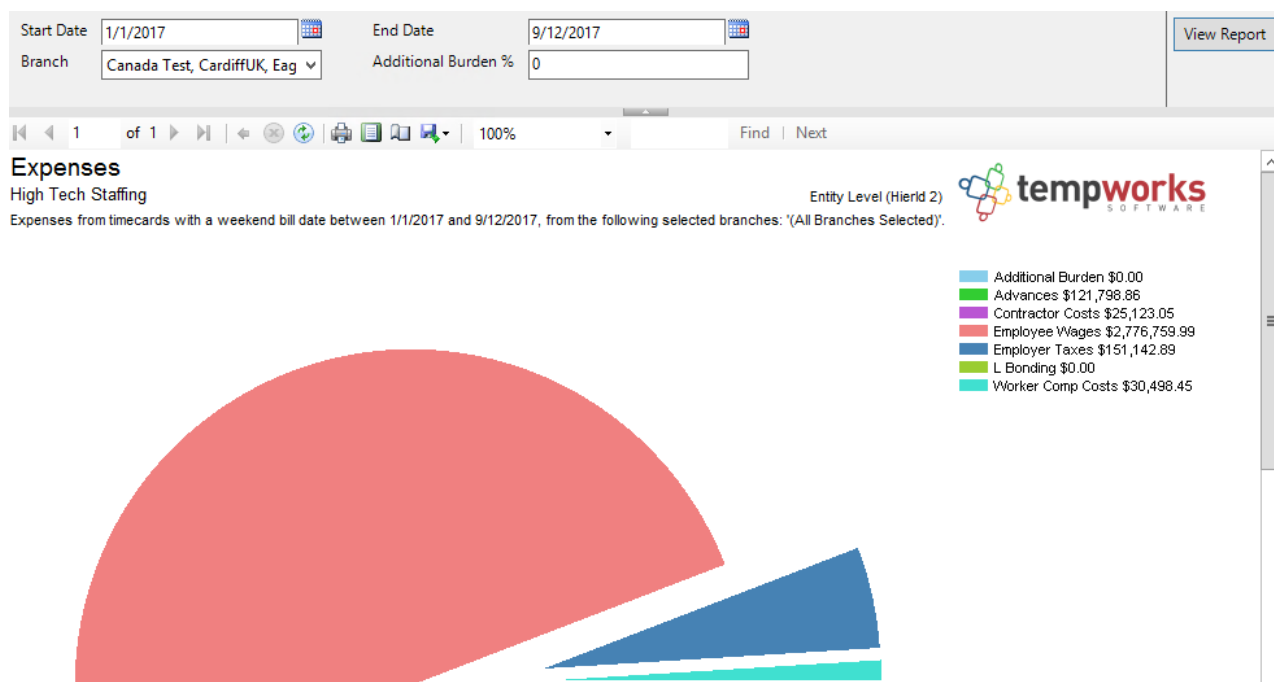 Start Date 1/1/2017 End Date 9/12/2017 View Report
Branch Canada Test, CardiffUK, Eag Additional Burden % 0
1 of 1 100% Find | Next
Expenses
High Tech Staffing
Entity Level (HierId 2)
Expenses from timecards with a weekend bill date between 1/1/2017 and 9/12/2017, from the following selected branches: '(All Branches Selected)'.
tempworks
SOFTWARE
Additional Burden $0.00
Advances $121,798.86
Contractor Costs $25,123.05
Employee Wages $2,776,759.99
Employer Taxes $151,142.89
L Bonding $0.00
Worker Comp Costs $30,498.45